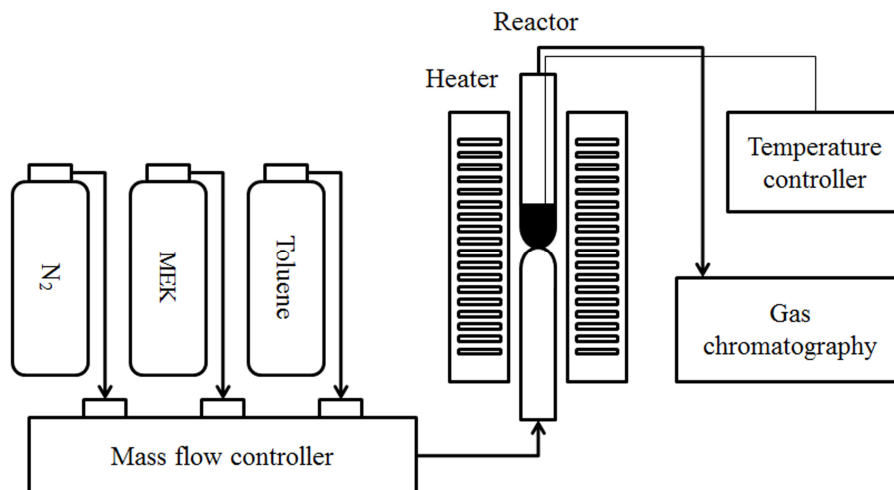 Reactor
Heater
Temperature
controller
N₂
MEK
Toluene
Gas
chromatography
Mass flow controller